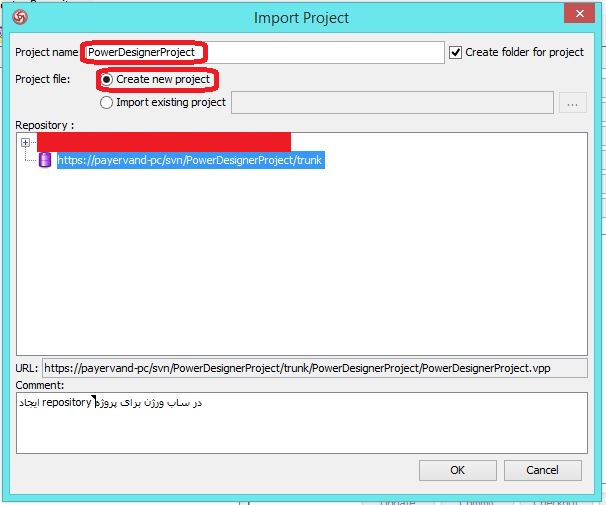 Import Project
Project name PowerDesignerProject Create folder for project
Project file: Create new project
Import existing project ...
Repository :
https://payervand-pc/svn/PowerDesignerProject/trunk
URL: https://payervand-pc/svn/PowerDesignerProject/trunk/PowerDesignerProject/PowerDesignerProject.vpp
Comment:
ایجاد repository در ساب ورژن برای پروژه
OK Cancel